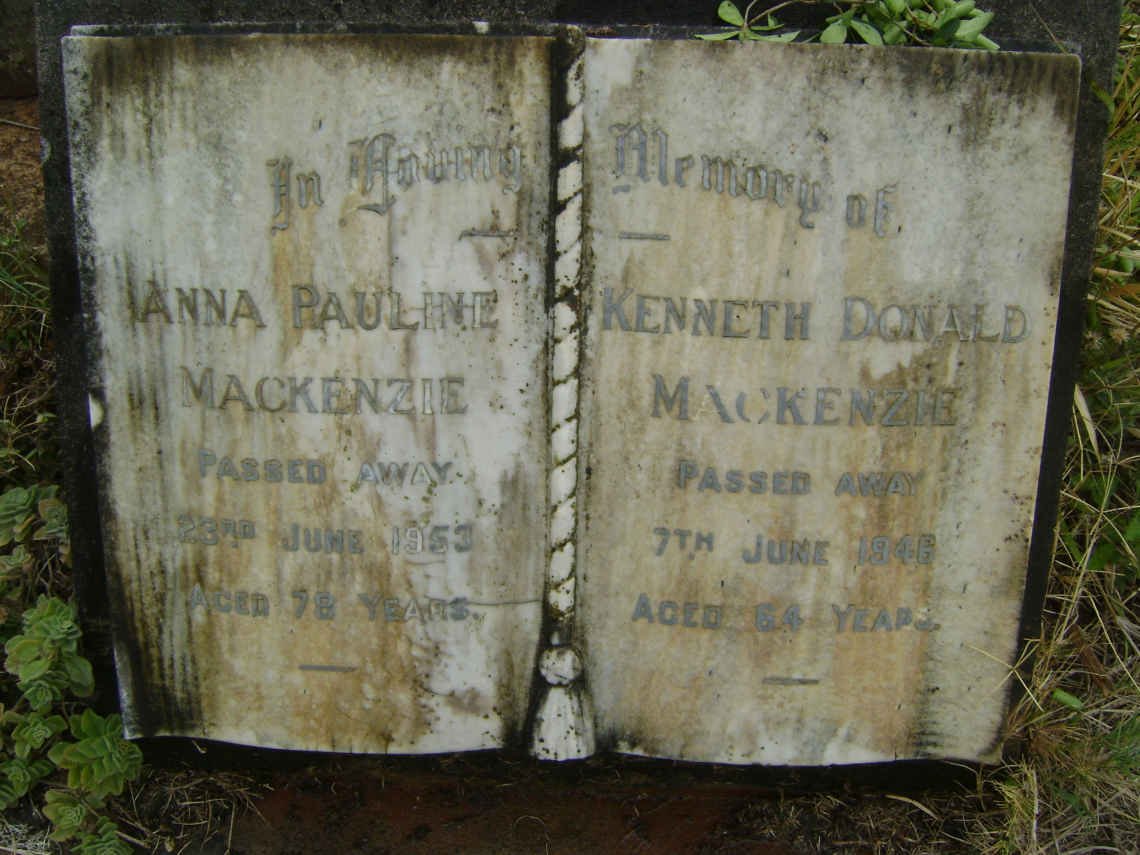 In Loving Memory of
ANNA PAULINE
MACKENZIE
PASSED AWAY
23RD JUNE 1953
AGED 78 YEARS.
KENNETH DONALD
MACKENZIE
PASSED AWAY
7TH JUNE 1946
AGED 64 YEARS.